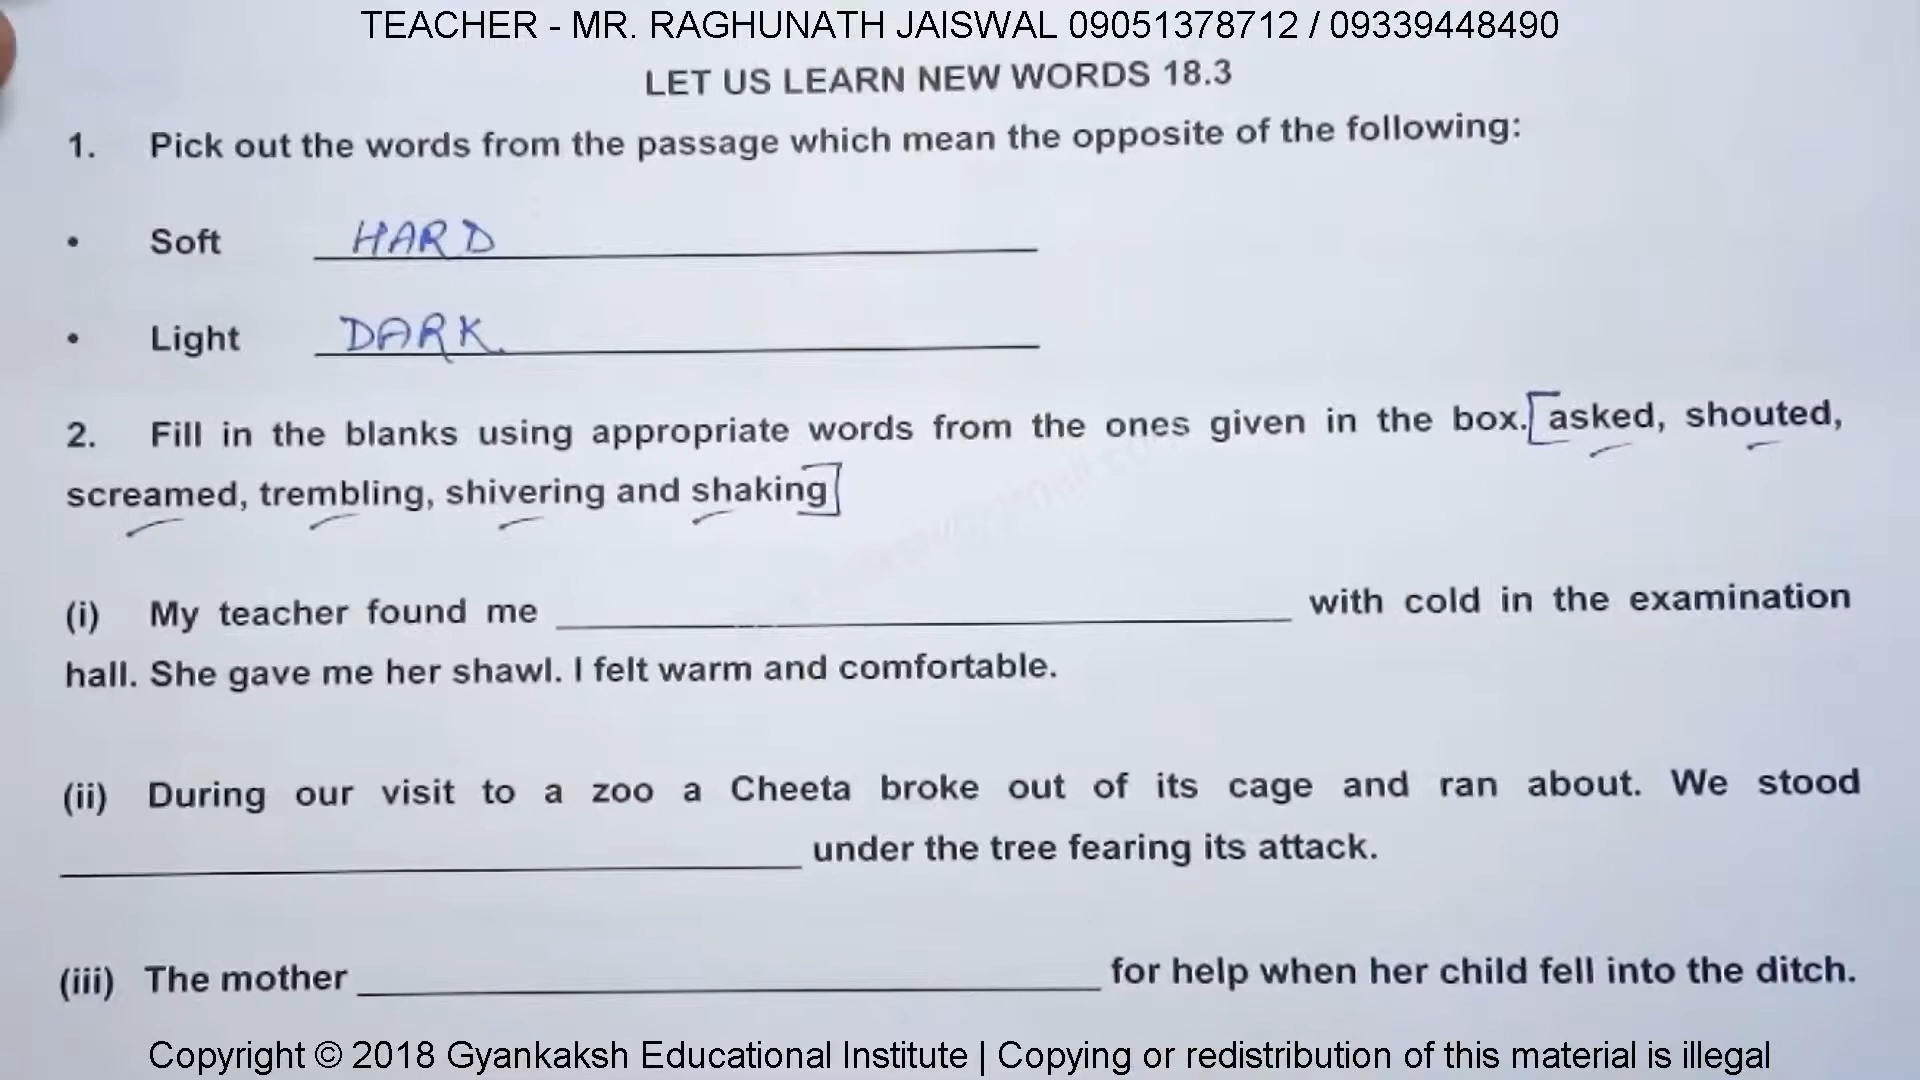 TEACHER - MR. RAGHUNATH JAISWAL 09051378712 / 09339448490
LET US LEARN NEW WORDS 18.3
1. Pick out the words from the passage which mean the opposite of the following:
• Soft HARD
• Light DARK
2. Fill in the blanks using appropriate words from the ones given in the box. [asked, shouted,
screamed, trembling, shivering and shaking]
(i) My teacher found me ____ with cold in the examination
hall. She gave me her shawl. I felt warm and comfortable.
(ii) During our visit to a zoo a Cheeta broke out of its cage and ran about. We stood
____ under the tree fearing its attack.
(iii) The mother ____ for help when her child fell into the ditch.
Copyright © 2018 Gyankaksh Educational Institute | Copying or redistribution of this material is illegal